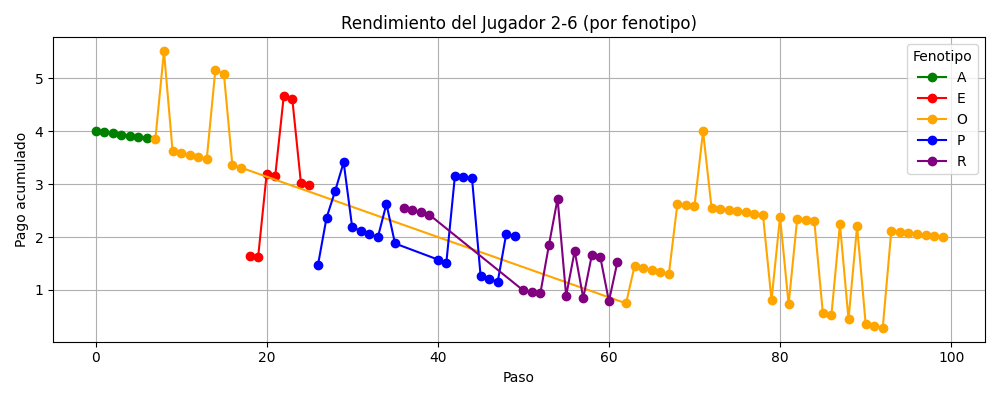 Rendimiento del Jugador 2-6 (por fenotipo)
Pago acumulado
5
4
3
2
1
0
20
40
60
80
100
Paso
Fenotipo
A
E
O
P
R